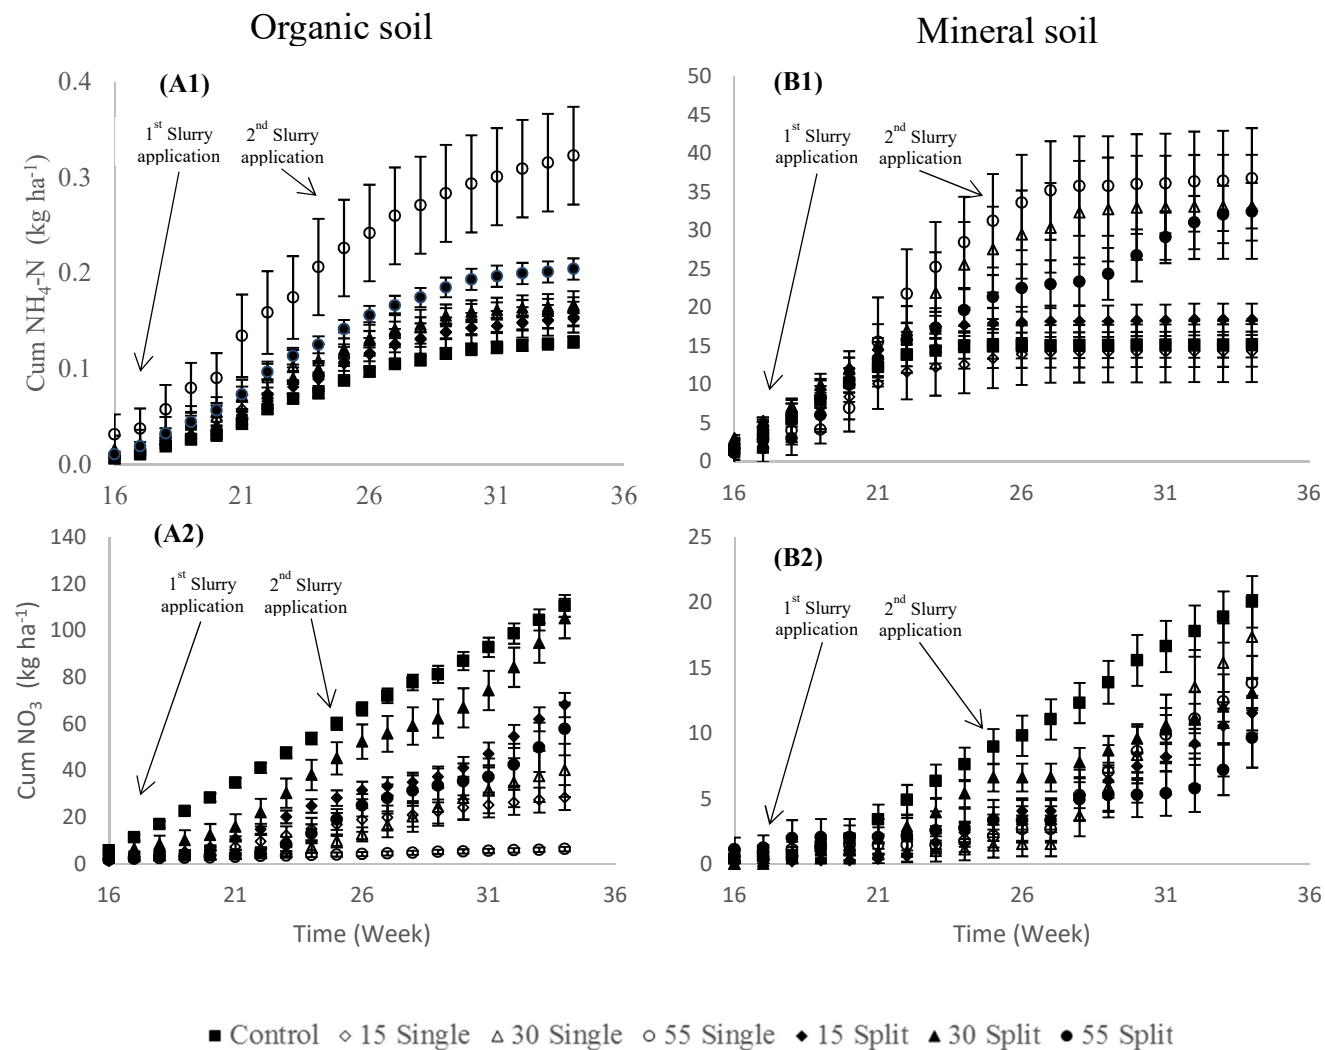 Organic soil
Mineral soil
(A1)
1st Slurry
application
2nd Slurry
application
Cum NH4-N (kg ha-1)
0.4
0.3
0.2
0.1
0.0
16 21 26 31 36
(B1)
1st Slurry
application
2nd Slurry
application
50
45
40
35
30
25
20
15
10
5
0
16 21 26 31 36
(A2)
1st Slurry
application
2nd Slurry
application
Cum NO3 (kg ha-1)
140
120
100
80
60
40
20
0
16 21 26 31 36
Time (Week)
(B2)
1st Slurry
application
2nd Slurry
application
25
20
15
10
5
0
16 21 26 31 36
Time (Week)
Control 15 Single 30 Single 55 Single 15 Split 30 Split 55 Split